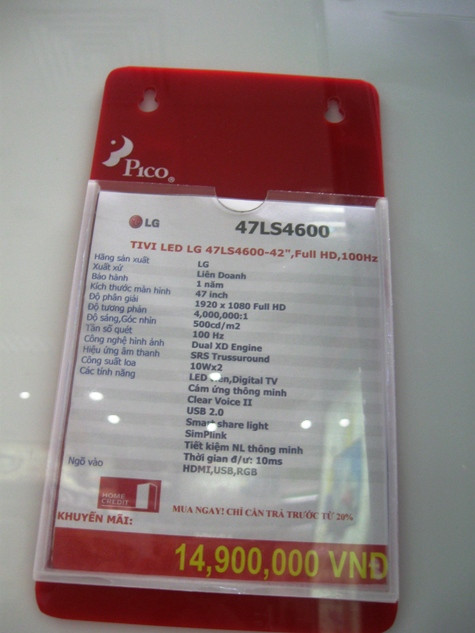 PICO®
LG
47LS4600
TIVI LED LG 47LS4600-42",Full HD,100Hz
Hãng sản xuất LG
Xuất xứ Liên Doanh
Bảo hành 1 năm
Kích thước màn hình 47 inch
Độ phân giải 1920 x 1080 Full HD
Độ tượng phản 4,000,000:1
Độ sáng,Góc nhìn 500cd/m2
Tần số quét 100 Hz
Công nghệ hình ảnh Dual XD Engine
Hiệu ứng âm thanh SRS Trussuround
Công suất loa 10Wx2
Các tính năng LED viền,Digital TV
Cảm ứng thông minh
Clear Voice II
USB 2.0
Smart share light
SimPlink
Tiết kiệm NL thông minh
Thời gian đ/ư: 10ms
Ngõ vào HDMI,USB,RGB
HOME CREDIT
MUA NGAY! CHỈ CẦN TRẢ TRƯỚC TỪ 20%
KHUYẾN MÃI:
14,900,000 VNĐ